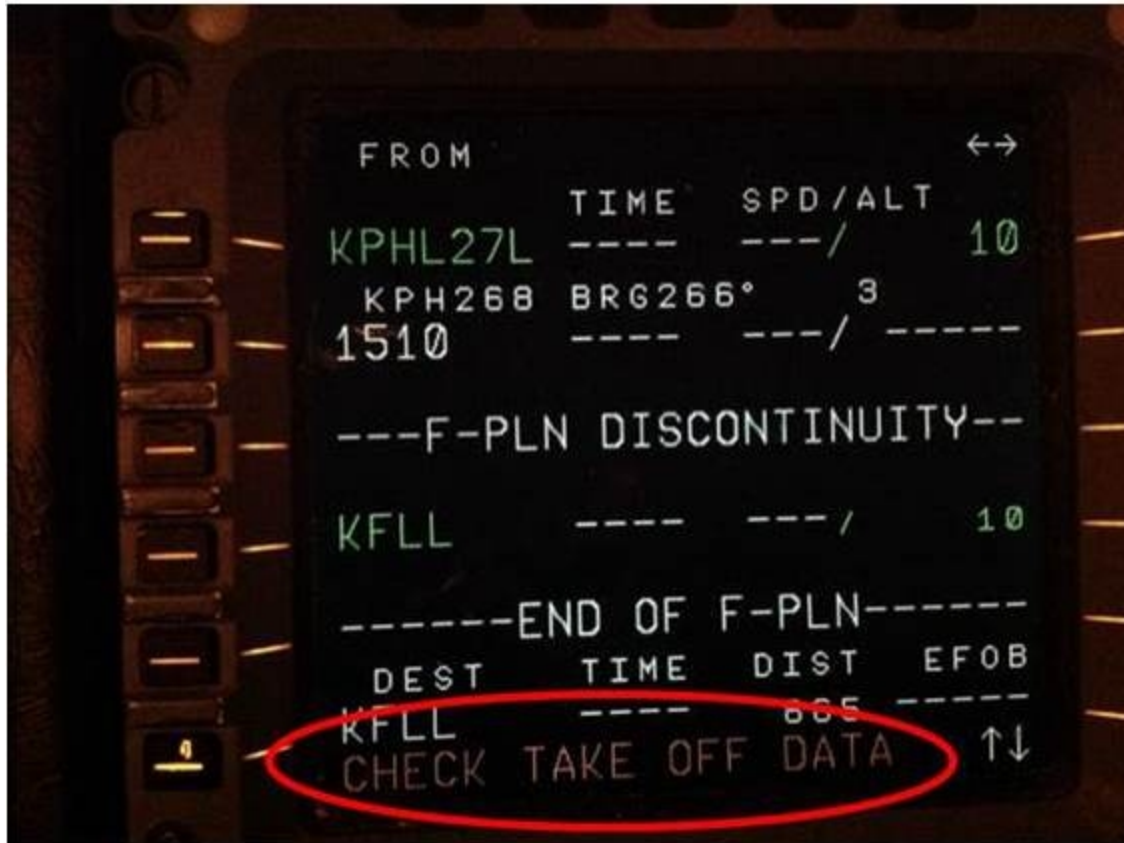 FROM ←→
TIME SPD/ALT
KPHL27L ---- ---/ 10
KPH268 BRG266° 3
1510 ---- ---/ -----
---F-PLN DISCONTINUITY--
KFLL ---- ---/ 10
------END OF F-PLN------
DEST TIME DIST EFOB
KFLL ---- -----
CHECK TAKE OFF DATA ↑↓